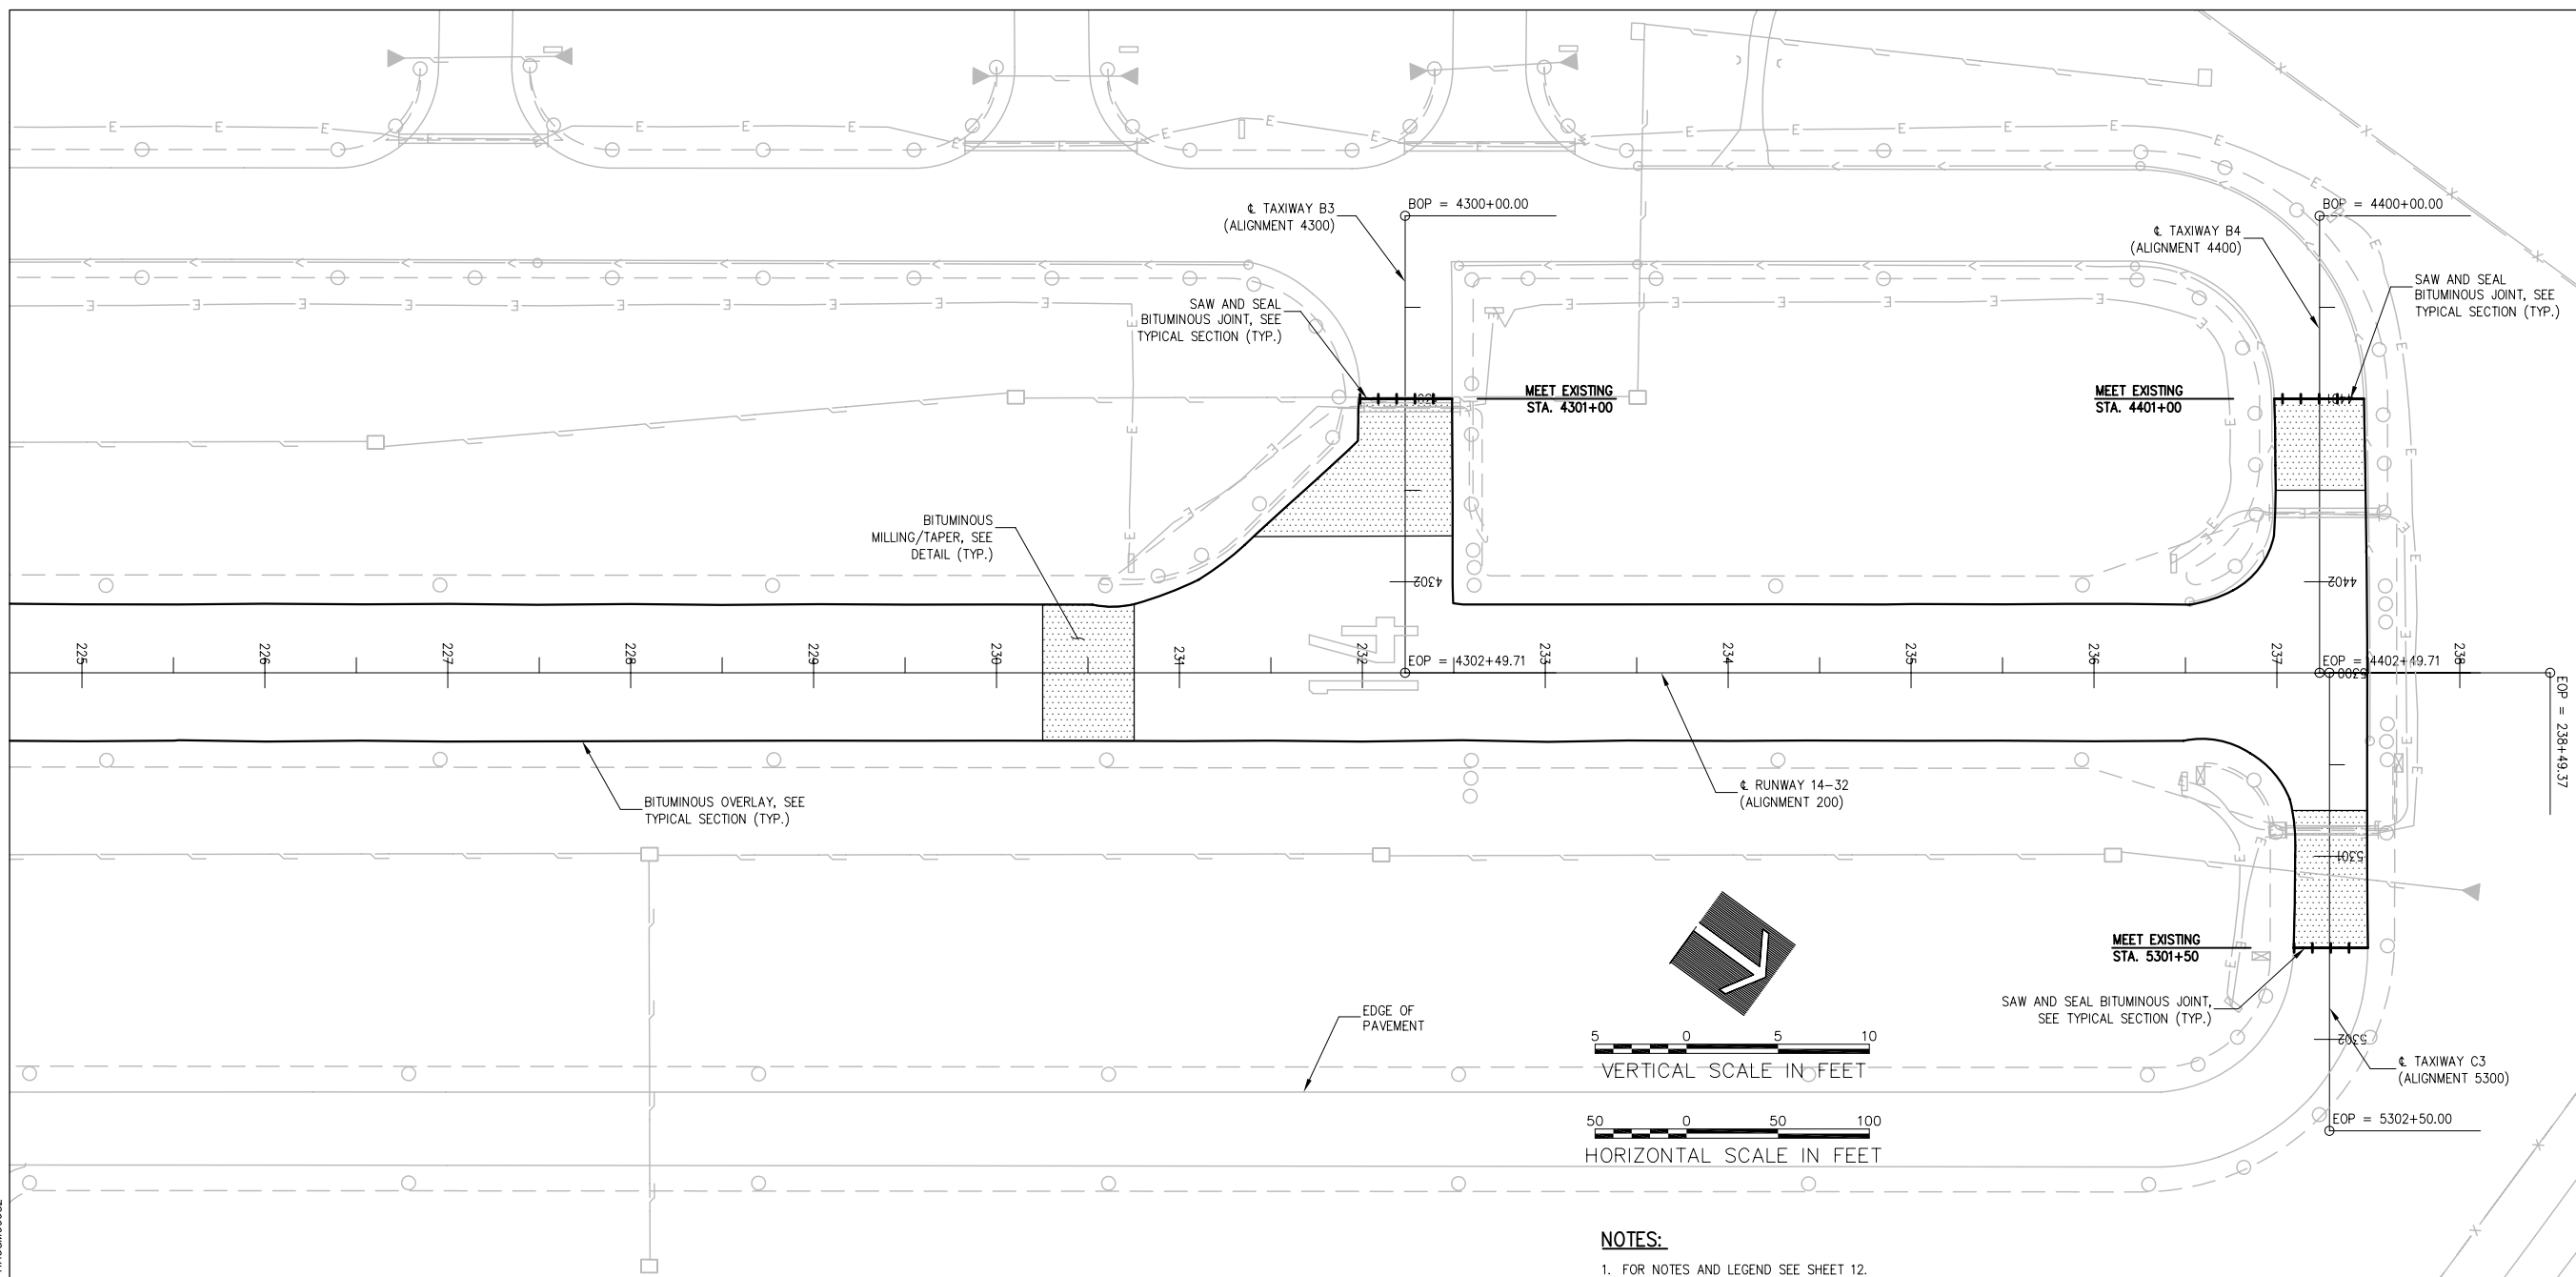 BOP = 4300+00.00
BOP = 4400+00.00
℄ TAXIWAY B3
(ALIGNMENT 4300)
℄ TAXIWAY B4
(ALIGNMENT 4400)
SAW AND SEAL
BITUMINOUS JOINT, SEE
TYPICAL SECTION (TYP.)
SAW AND SEAL
BITUMINOUS JOINT, SEE
TYPICAL SECTION (TYP.)
MEET EXISTING
STA. 4301+00
MEET EXISTING
STA. 4401+00
4401
BITUMINOUS
MILLING/TAPER, SEE
DETAIL (TYP.)
4302
4402
14
225
226
227
228
229
230
231
232
233
234
235
236
237
238
EOP = 4302+49.71
EOP = 4402+49.71
5300
EOP = 238+49.37
BITUMINOUS OVERLAY, SEE
TYPICAL SECTION (TYP.)
℄ RUNWAY 14-32
(ALIGNMENT 200)
5301
MEET EXISTING
STA. 5301+50
SAW AND SEAL BITUMINOUS JOINT,
SEE TYPICAL SECTION (TYP.)
EDGE OF
PAVEMENT
5302
℄ TAXIWAY C3
(ALIGNMENT 5300)
EOP = 5302+50.00
5 0 5 10
VERTICAL SCALE IN FEET
50 0 50 100
HORIZONTAL SCALE IN FEET
NOTES:
1. FOR NOTES AND LEGEND SEE SHEET 12.